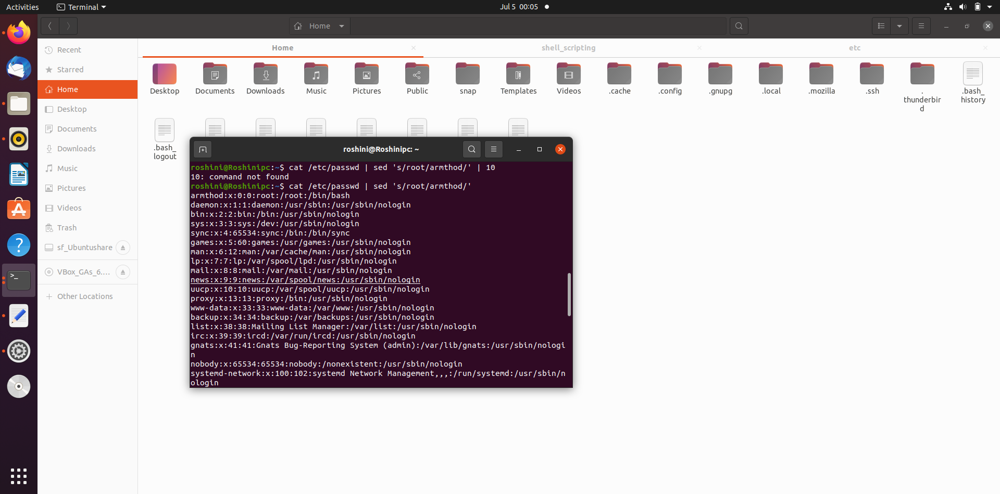 Activities
Terminal
Jul 5 00:05
Home
Recent
Starred
Home
Desktop
Documents
Downloads
Music
Pictures
Videos
Trash
sf_Ubuntushare
VBox_GAs_6....
Other Locations
Home
shell_scripting
etc
Desktop
Documents
Downloads
Music
Pictures
Public
snap
Templates
Videos
.cache
.config
.gnupg
.local
.mozilla
.ssh
.
thunderbir
d
.bash_
history
.bash_
logout
roshini@Roshinipc: ~
roshini@Roshinipc:~$ cat /etc/passwd | sed 's/root/armthod/' | 10
10: command not found
roshini@Roshinipc:~$ cat /etc/passwd | sed 's/root/armthod/'
armthod:x:0:0:root:/root:/bin/bash
daemon:x:1:1:daemon:/usr/sbin:/usr/sbin/nologin
bin:x:2:2:bin:/bin:/usr/sbin/nologin
sys:x:3:3:sys:/dev:/usr/sbin/nologin
sync:x:4:65534:sync:/bin:/bin/sync
games:x:5:60:games:/usr/games:/usr/sbin/nologin
man:x:6:12:man:/var/cache/man:/usr/sbin/nologin
lp:x:7:7:lp:/var/spool/lpd:/usr/sbin/nologin
mail:x:8:8:mail:/var/mail:/usr/sbin/nologin
news:x:9:9:news:/var/spool/news:/usr/sbin/nologin
uucp:x:10:10:uucp:/var/spool/uucp:/usr/sbin/nologin
proxy:x:13:13:proxy:/bin:/usr/sbin/nologin
www-data:x:33:33:www-data:/var/www:/usr/sbin/nologin
backup:x:34:34:backup:/var/backups:/usr/sbin/nologin
list:x:38:38:Mailing List Manager:/var/list:/usr/sbin/nologin
irc:x:39:39:ircd:/var/run/ircd:/usr/sbin/nologin
gnats:x:41:41:Gnats Bug-Reporting System (admin):/var/lib/gnats:/usr/sbin/nologi
n
nobody:x:65534:65534:nobody:/nonexistent:/usr/sbin/nologin
systemd-network:x:100:102:systemd Network Management,,,:/run/systemd:/usr/sbin/n
ologin